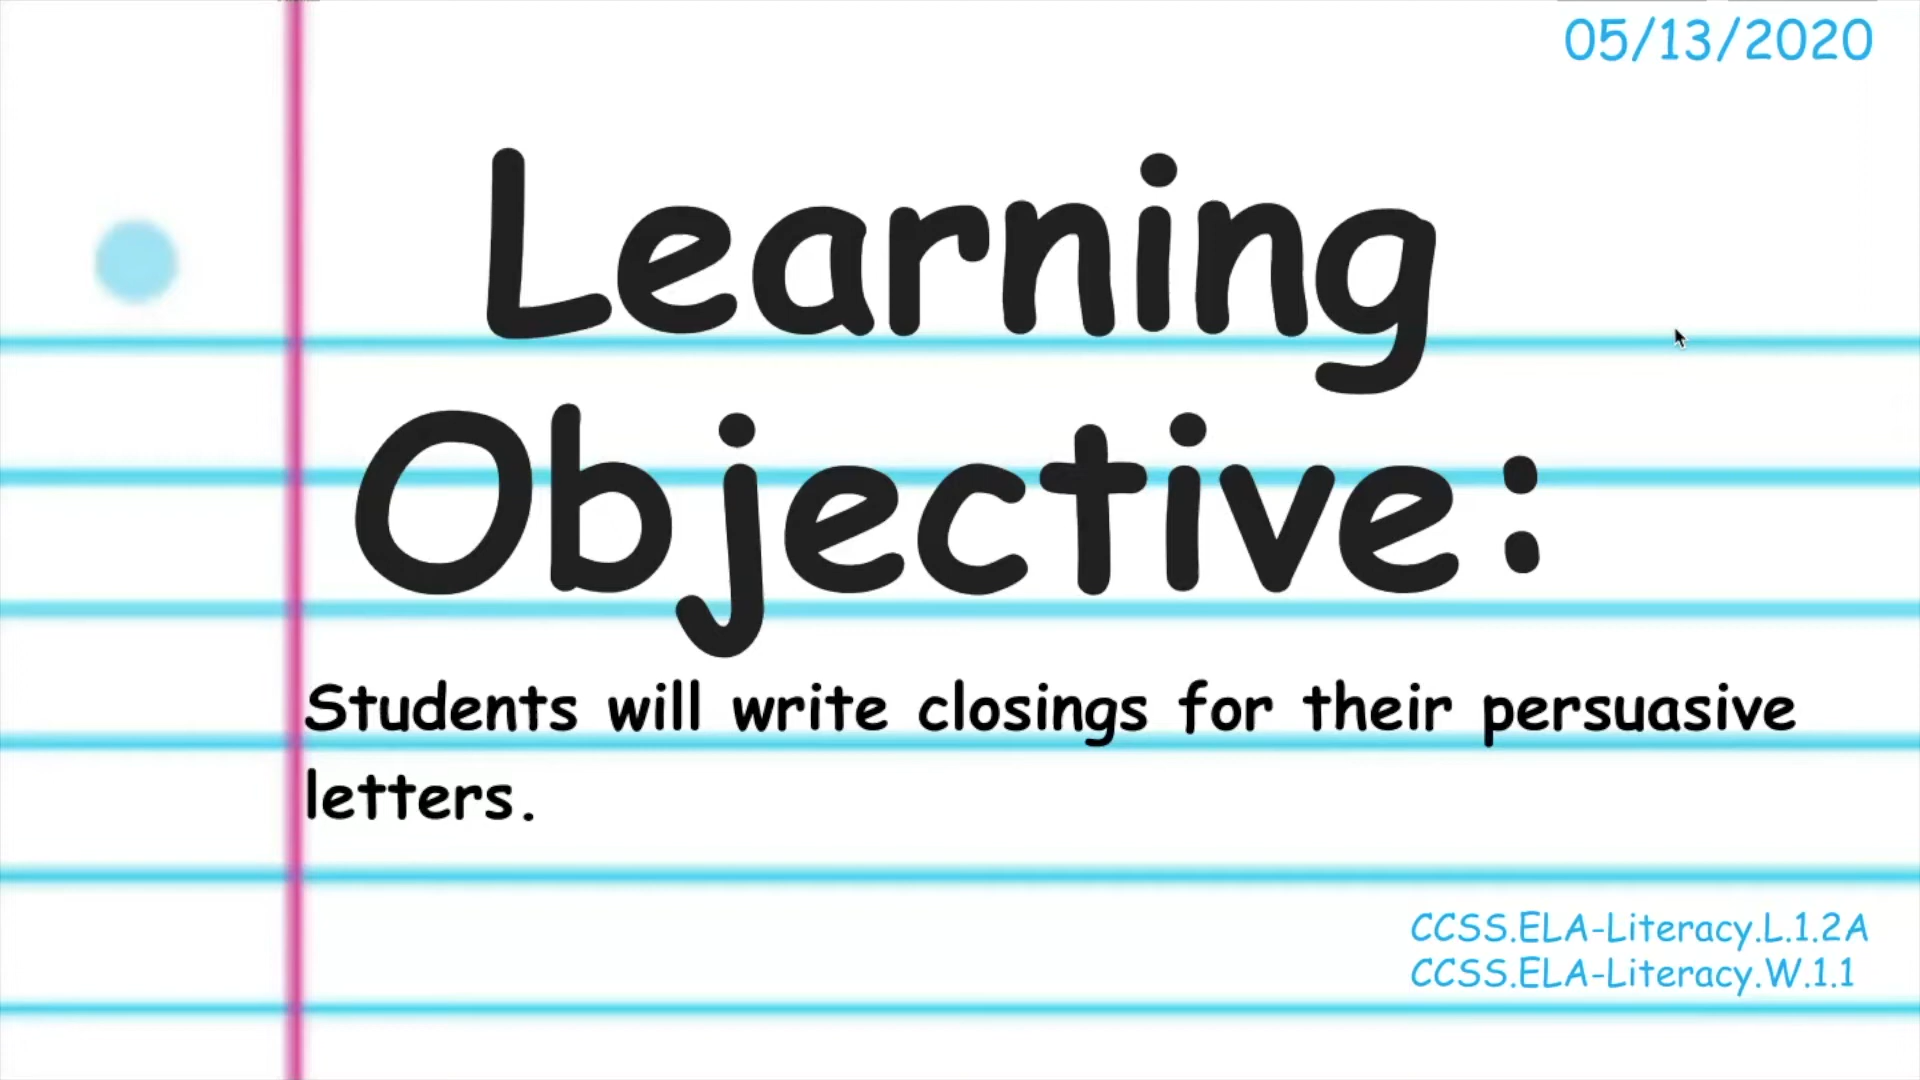 05/13/2020
Learning
Objective:
Students will write closings for their persuasive
letters.
CCSS.ELA-Literacy.L.1.2A
CCSS.ELA-Literacy.W.1.1